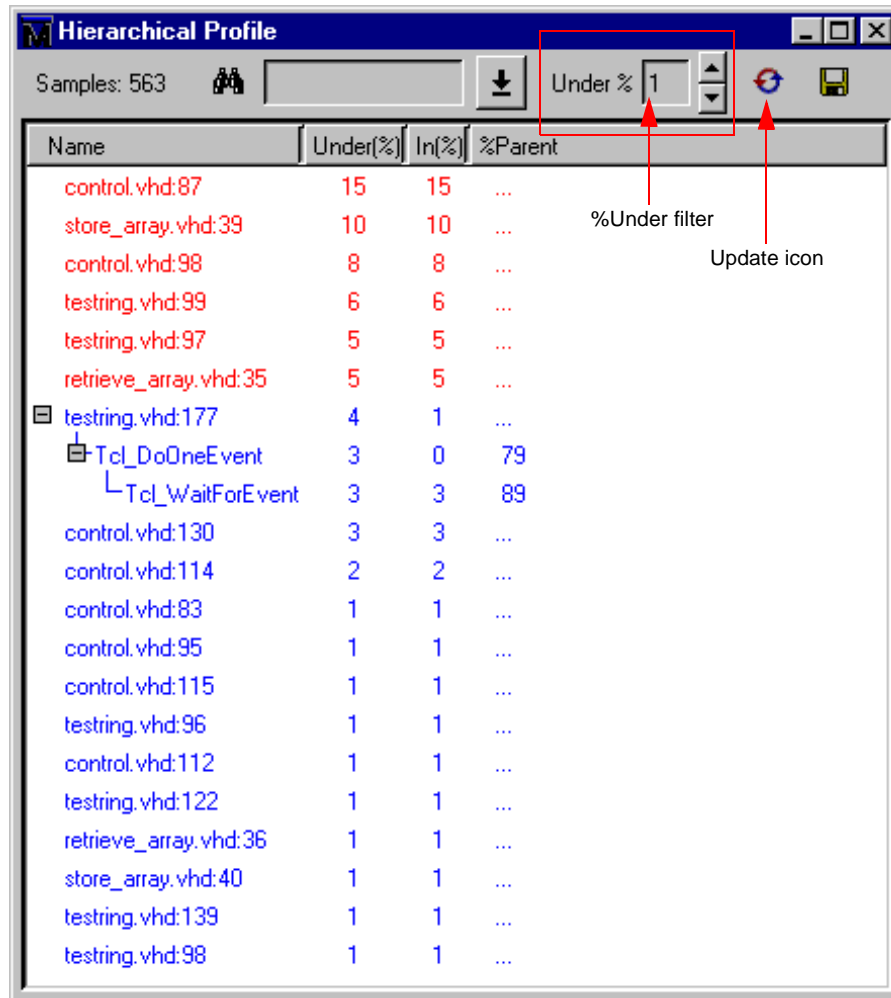 Hierarchical Profile
Samples: 563 Under % 1
Name Under(%) In(%) %Parent
control.vhd:87 15 15 ...
store_array.vhd:39 10 10 ...
control.vhd:98 8 8 ...
testring.vhd:99 6 6 ...
testring.vhd:97 5 5 ...
retrieve_array.vhd:35 5 5 ...
testring.vhd:177 4 1 ...
Tcl_DoOneEvent 3 0 79
Tcl_WaitForEvent 3 3 89
control.vhd:130 3 3 ...
control.vhd:114 2 2 ...
control.vhd:83 1 1 ...
control.vhd:95 1 1 ...
control.vhd:115 1 1 ...
testring.vhd:96 1 1 ...
control.vhd:112 1 1 ...
testring.vhd:122 1 1 ...
retrieve_array.vhd:36 1 1 ...
store_array.vhd:40 1 1 ...
testring.vhd:139 1 1 ...
testring.vhd:98 1 1 ...
%Under filter
Update icon